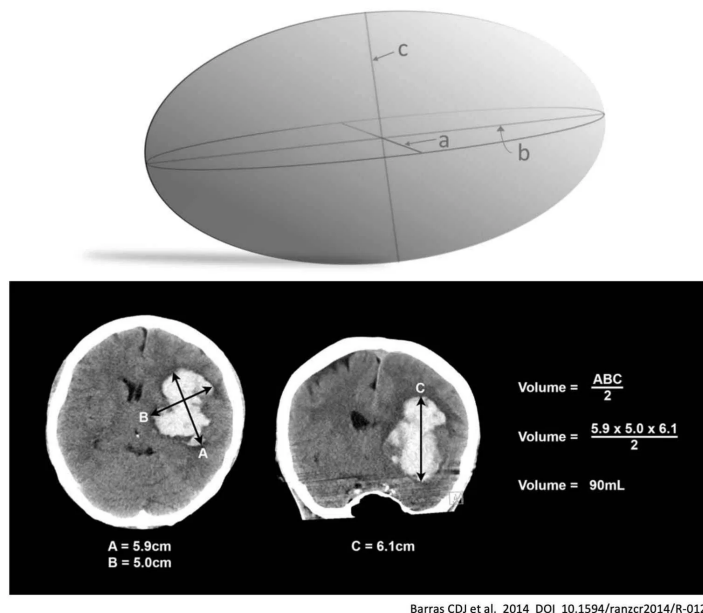 c
a
b
C
B
A
A = 5.9cm
B = 5.0cm
C = 6.1cm
Volume = ABC
2
Volume = 5.9 x 5.0 x 6.1
2
Volume = 90mL
Barras CDJ et al. 2014 DOI 10.1594/ranzcr2014/R-012